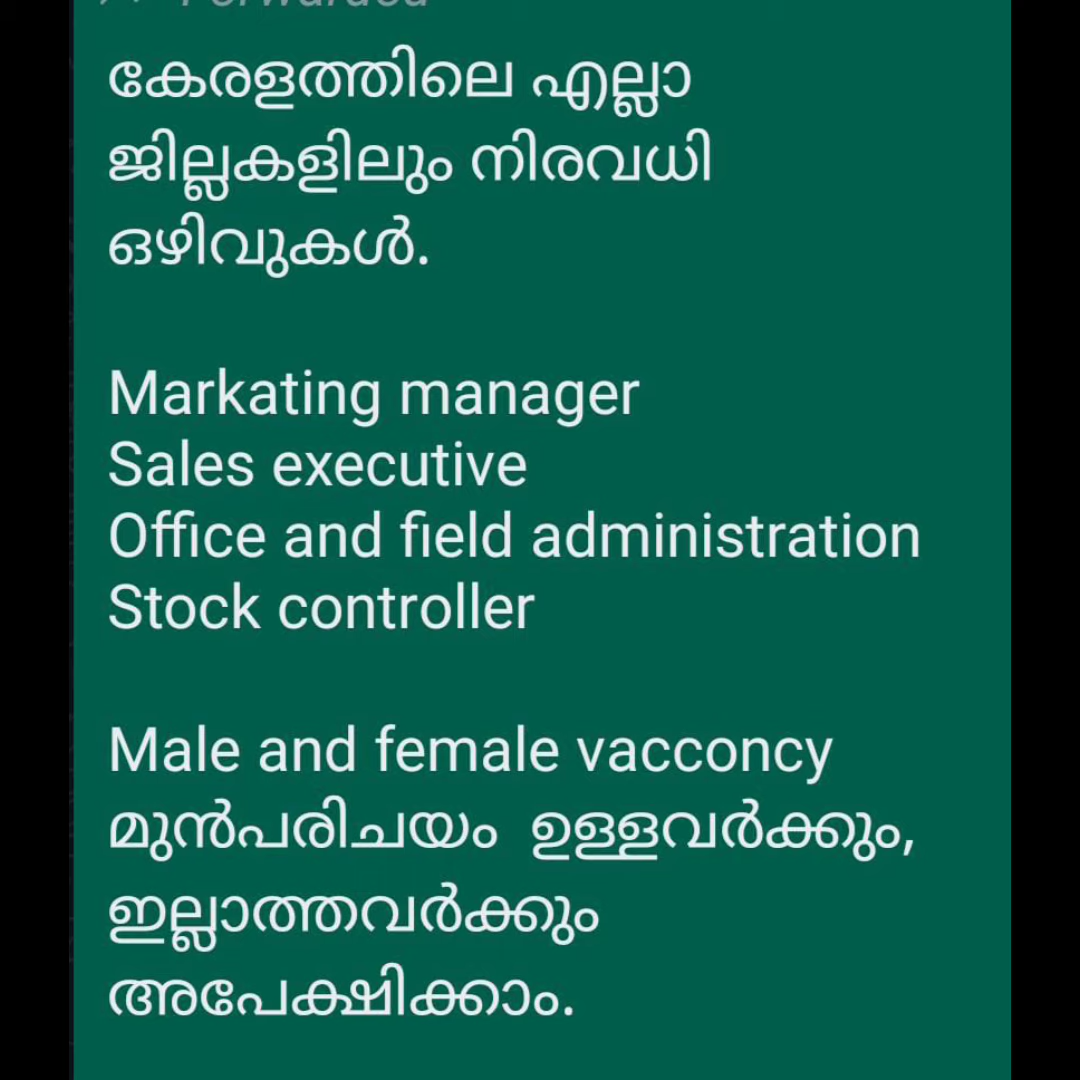 Forwarded
കേരളത്തിലെ എല്ലാ
ജില്ലകളിലും നിരവധി
ഒഴിവുകൾ.
Markating manager
Sales executive
Office and field administration
Stock controller
Male and female vacconcy
മുൻപരിചയം ഉള്ളവർക്കും,
ഇല്ലാത്തവർക്കും
അപേക്ഷിക്കാം.